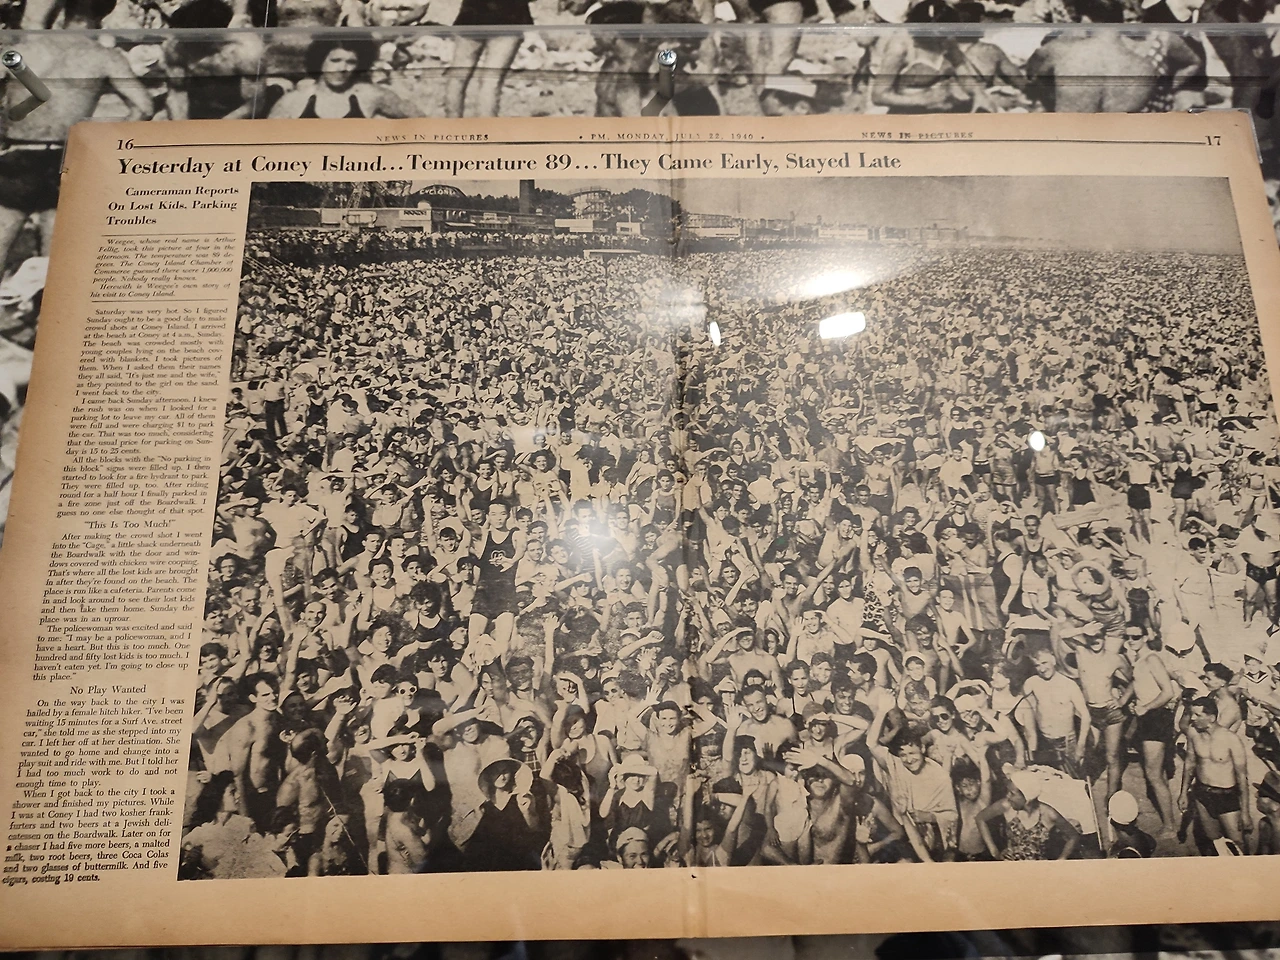 16
NEWS IN PICTURES
• PM, MONDAY, JULY 22, 1940 •
NEWS IN PICTURES
17
Yesterday at Coney Island...Temperature 89...They Came Early, Stayed Late
Cameraman Reports
On Lost Kids, Parking
Troubles
Weegee, whose real name is Arthur
Fellig, took this picture at four in the
afternoon. The temperature was 89 de-
grees. The Coney Island Chamber of
Commerce guessed there were 1,000,000
people. Nobody really knows.
Herewith is Weegee's own story of
his visit to Coney Island.
Saturday was very hot. So I figured
Sunday ought to be a good day to make
crowd shots at Coney Island. I arrived
at the beach at Coney at 4 a.m., Sunday.
The beach was crowded mostly with
young couples lying on the beach cov-
ered with blankets. I took pictures of
them. When I asked them their names
they all said, "It's just me and the wife,"
as they pointed to the girl on the sand.
I went back to the city.
I came back Sunday afternoon. I knew
the rush was on when I looked for a
parking lot to leave my car. All of them
were full and were charging $1 to park
the car. That was too much, considering
that the usual price for parking on Sun-
day is 15 to 25 cents.
All the blocks with the "No parking in
this block" signs were filled up. I then
started to look for a fire hydrant to park.
They were filled up, too. After riding
round for a half hour I finally parked in
a fire zone just off the Boardwalk. I
guess no one else thought of that spot.
"This Is Too Much!"
After making the crowd shot I went
into the "Cage," a little shack underneath
the Boardwalk with the door and win-
dows covered with chicken wire cooping.
That's where all the lost kids are brought
in after they're found on the beach. The
place is run like a cafeteria. Parents come
in and look around to see their lost kids
and then take them home. Sunday the
place was in an uproar.
The policewoman was excited and said
to me: "I may be a policewoman, and I
have a heart. But this is too much. One
hundred and fifty lost kids is too much. I
haven't eaten yet. I'm going to close up
this place."
No Play Wanted
On the way back to the city I was
hailed by a female hitch hiker. "I've been
waiting 15 minutes for a Surf Ave. street
car," she told me as she stepped into my
car. I left her off at her destination. She
wanted to go home and change into a
play suit and ride with me. But I told her
I had too much work to do and not
enough time to play.
When I got back to the city I took a
shower and finished my pictures. While
I was at Coney I had two kosher frank-
furters and two beers at a Jewish deli-
catessen on the Boardwalk. Later on for
a chaser I had five more beers, a malted
milk, two root beers, three Coca Colas
and two glasses of buttermilk. And five
cigars, costing 19 cents.
CYCLONE